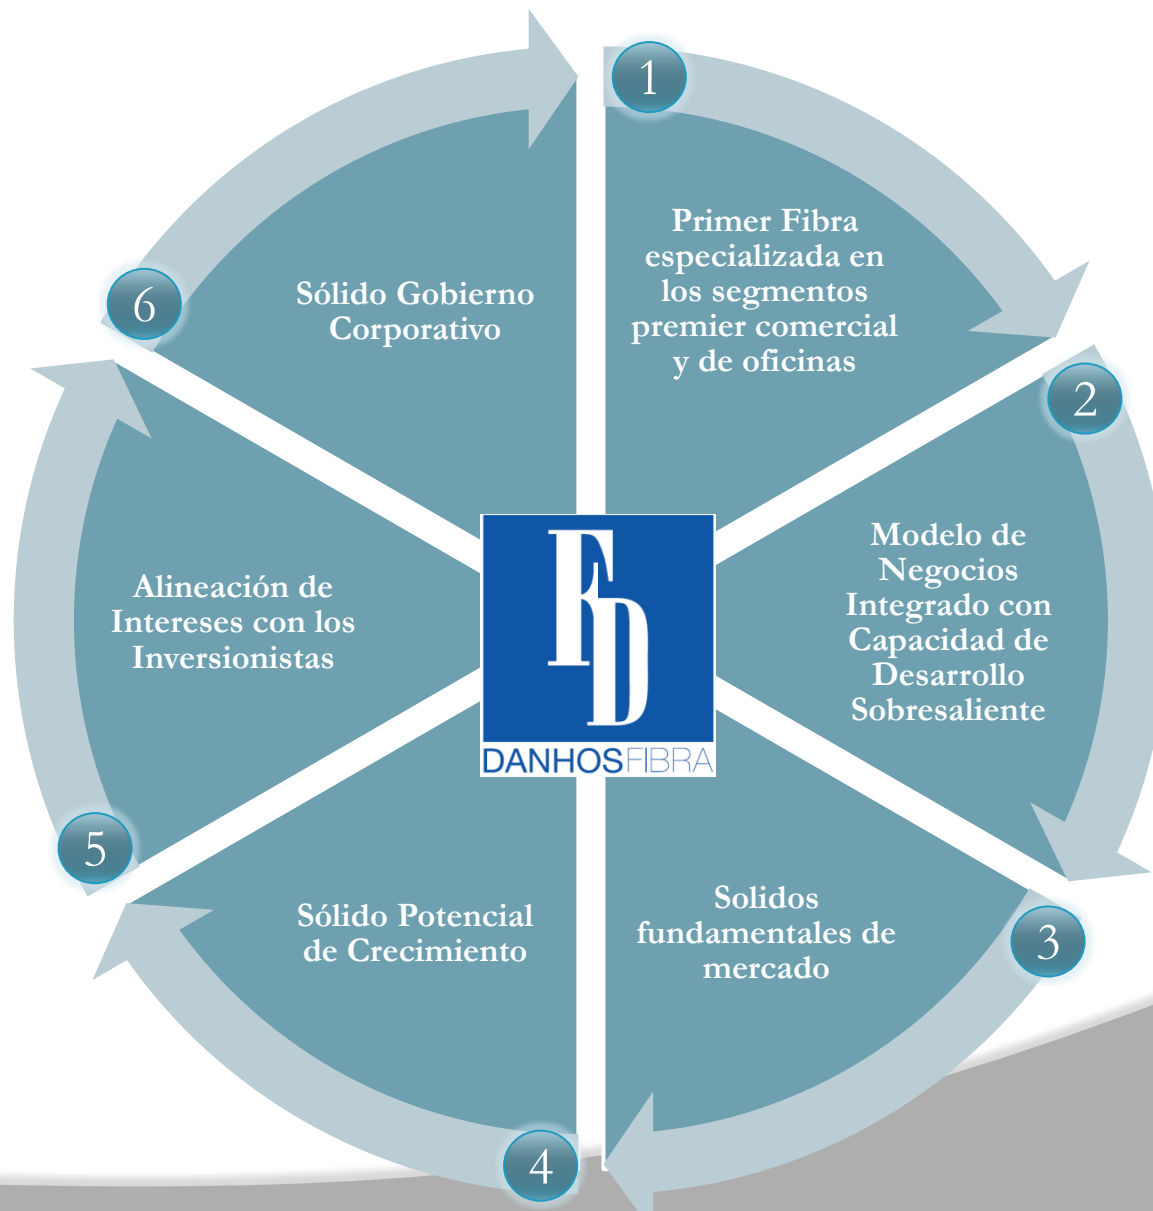 1
Primer Fibra
especializada en
los segmentos
premier comercial
y de oficinas
2
Modelo de
Negocios
Integrado con
Capacidad de
Desarrollo
Sobresaliente
3
Solidos
fundamentales de
mercado
4
Sólido Potencial
de Crecimiento
5
Alineación de
Intereses con los
Inversionistas
6
Sólido Gobierno
Corporativo
FD
DANHOSFIBRA